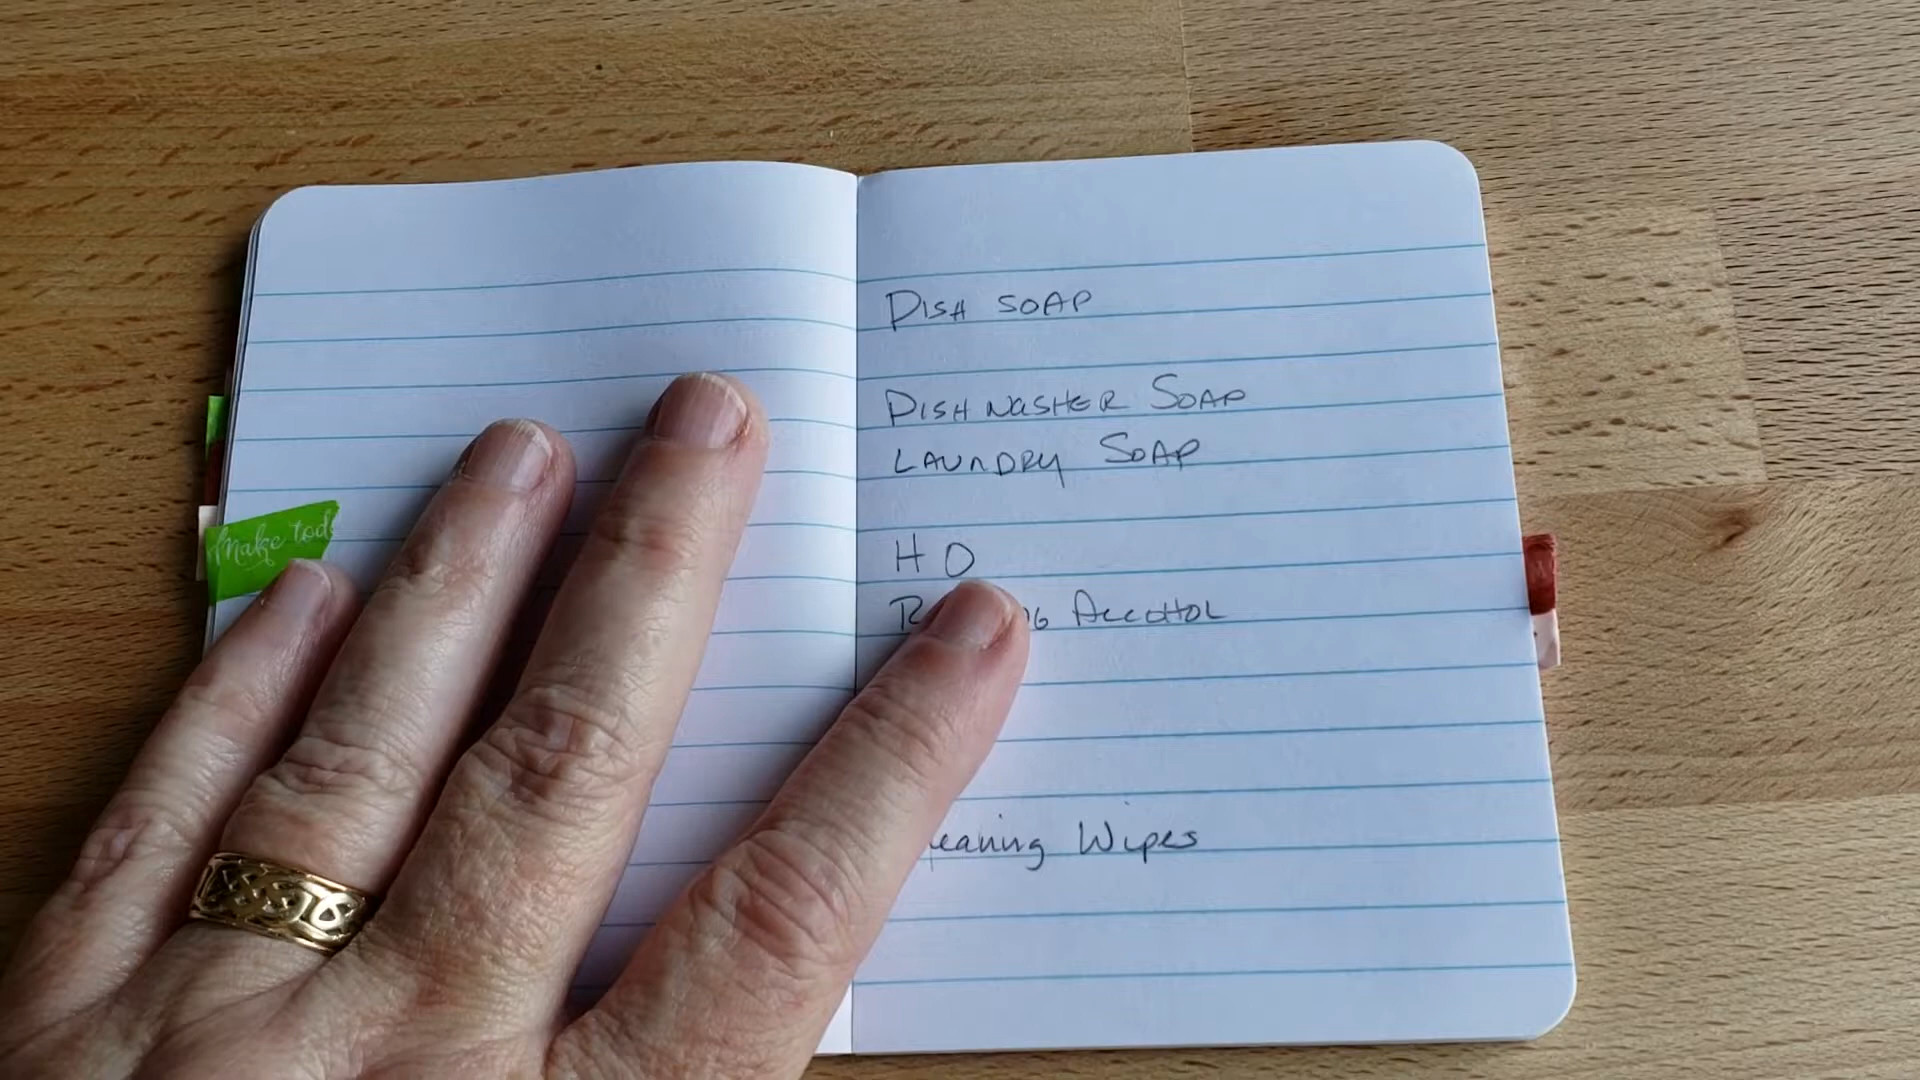 Make tod
DISH SOAP
DISHWASHER SOAP
LAUNDRY SOAP
H O
ALCOHOL
Wipes